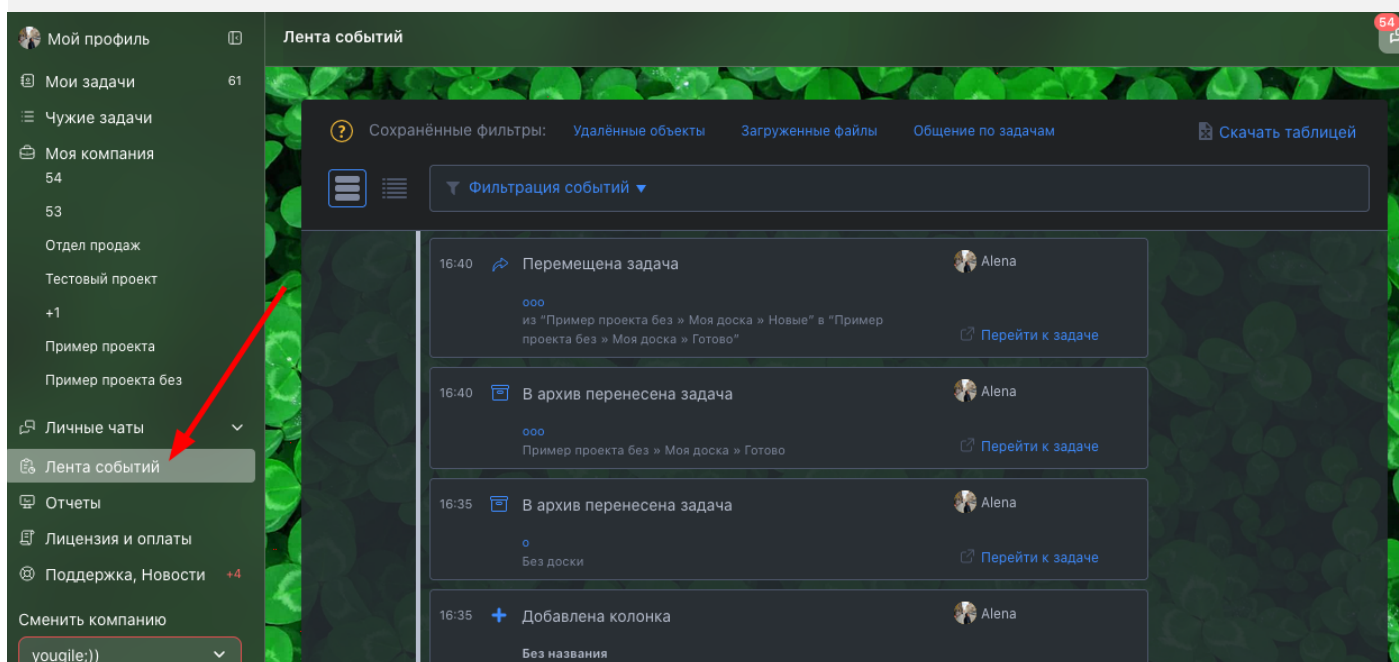 Мой профиль
Лента событий
54
Мои задачи 61
Чужие задачи
Моя компания
54
53
Отдел продаж
Тестовый проект
+1
Пример проекта
Пример проекта без
Личные чаты
Лента событий
Отчеты
Лицензия и оплаты
Поддержка, Новости +4
Сменить компанию
yougile;))
? Сохранённые фильтры: Удалённые объекты Загруженные файлы Общение по задачам Скачать таблицей
Фильтрация событий
16:40 Перемещена задача Alena
ooo
из "Пример проекта без » Моя доска » Новые" в "Пример
проекта без » Моя доска » Готово"
Перейти к задаче
16:40 В архив перенесена задача Alena
ooo
Пример проекта без » Моя доска » Готово
Перейти к задаче
16:35 В архив перенесена задача Alena
о
Без доски
Перейти к задаче
16:35 Добавлена колонка Alena
Без названия